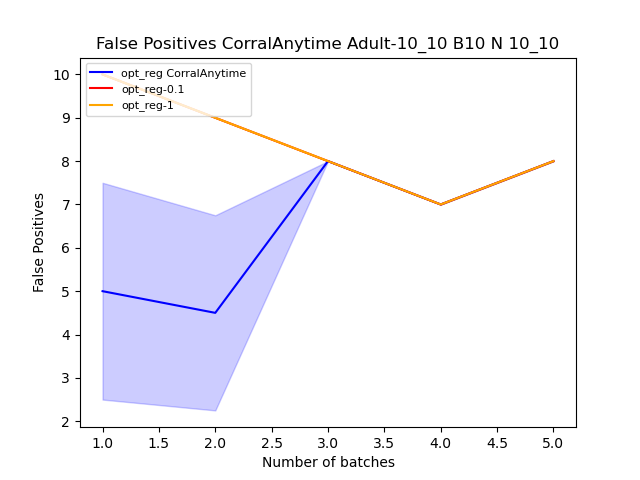 False Positives CorralAnytime Adult-10_10 B10 N 10_10
opt_reg CorralAnytime
opt_reg-0.1
opt_reg-1
10
9
8
7
6
5
4
3
2
False Positives
1.0 1.5 2.0 2.5 3.0 3.5 4.0 4.5 5.0
Number of batches